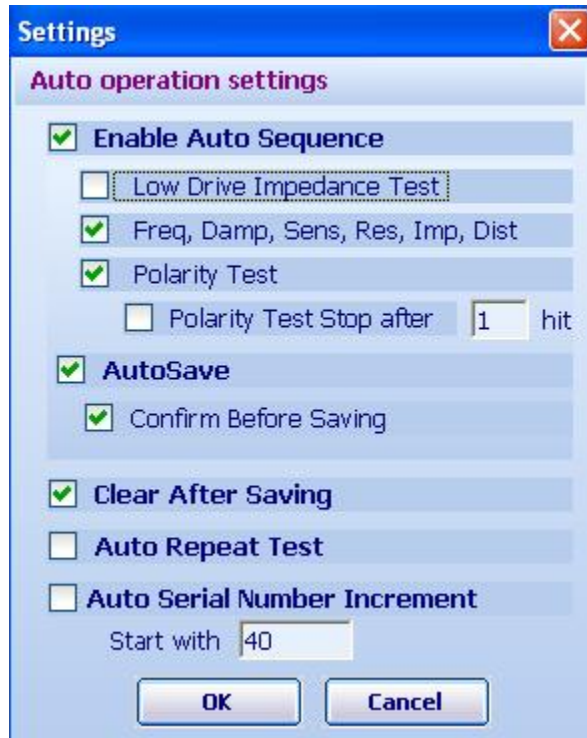 Settings
Auto operation settings
Enable Auto Sequence
Low Drive Impedance Test
Freq, Damp, Sens, Res, Imp, Dist
Polarity Test
Polarity Test Stop after 1 hit
AutoSave
Confirm Before Saving
Clear After Saving
Auto Repeat Test
Auto Serial Number Increment
Start with 40
OK Cancel